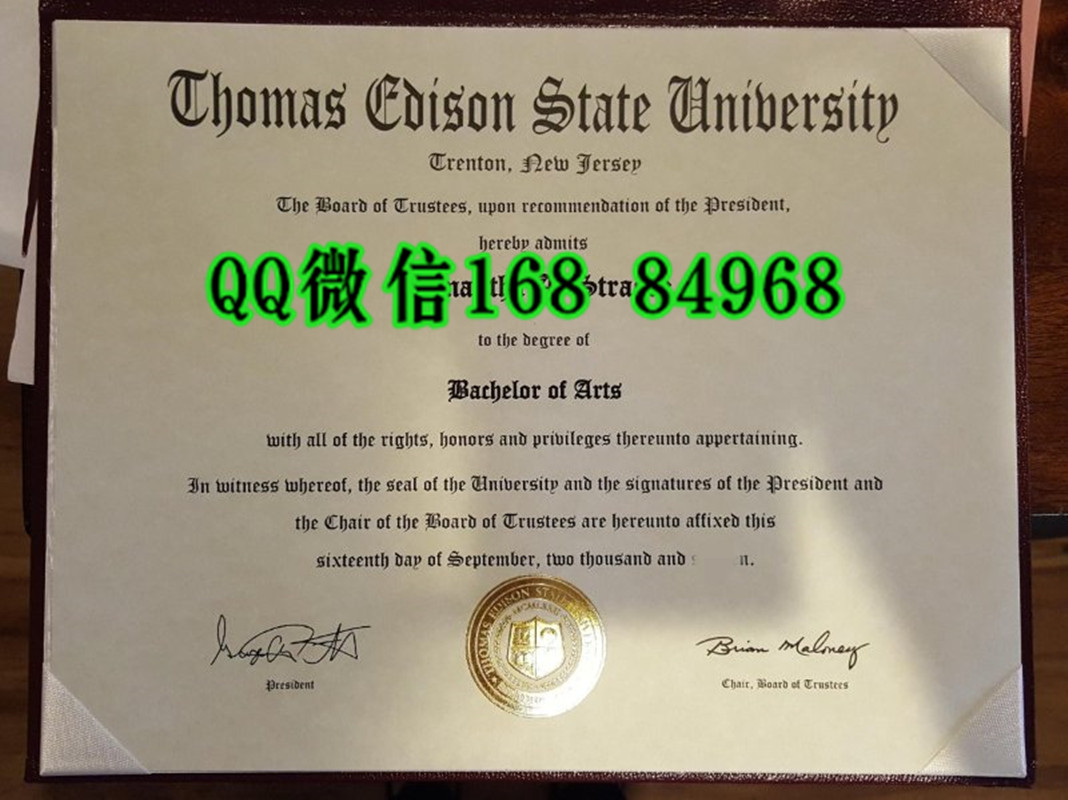 Thomas Edison State University
Trenton, New Jersey
The Board of Trustees, upon recommendation of the President,
hereby admits
QQ微信168 84968
to the degree of
Bachelor of Arts
with all of the rights, honors and privileges thereunto appertaining.
In witness whereof, the seal of the University and the signatures of the President and
the Chair of the Board of Trustees are hereunto affixed this
sixteenth day of September, two thousand and
THOMAS EDISON STATE
Brian Maloney
President
Chair, Board of Trustees